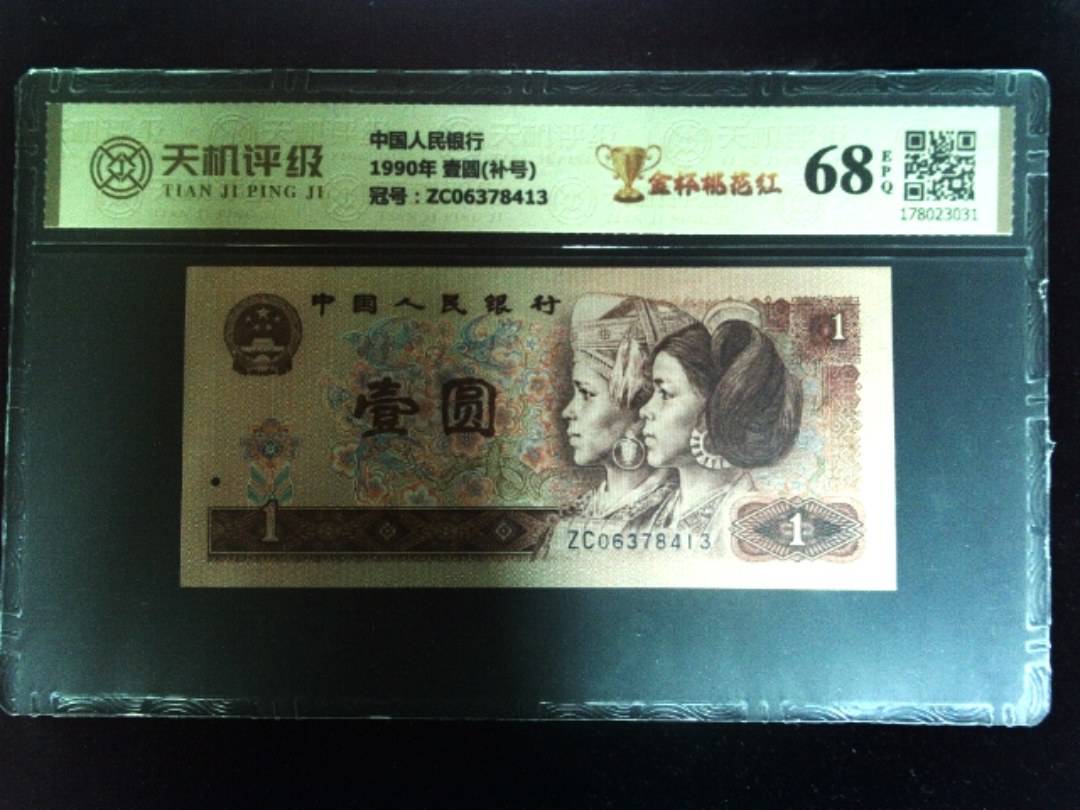 天机评级
TIAN JI PING JI
中国人民银行
1990年 壹圆(补号)
冠号：ZC06378413
金杯桃花红
68
EPQ
178023031
中国人民银行
壹圆
1
1
ZC06378413
1